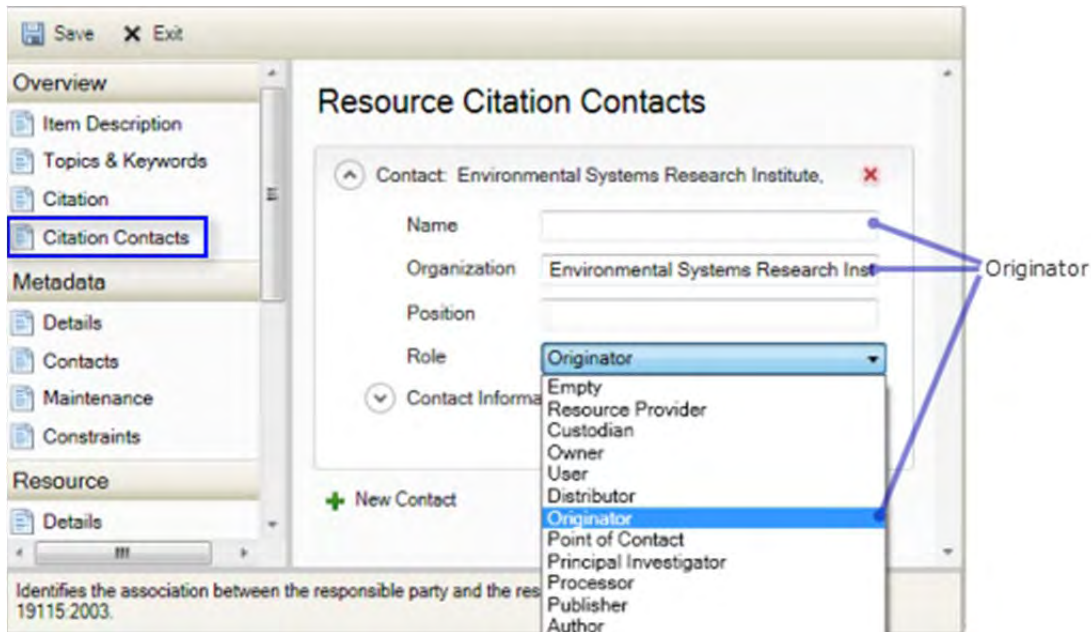 Save Exit
Overview
Item Description
Topics & Keywords
Citation
Citation Contacts
Metadata
Details
Contacts
Maintenance
Constraints
Resource
Details
Resource Citation Contacts
Contact: Environmental Systems Research Institute,
Name
Organization Environmental Systems Research Inst
Position
Role Originator
Contact Informa
Empty
Resource Provider
Custodian
Owner
User
Distributor
Originator
Point of Contact
Principal Investigator
Processor
Publisher
Author
New Contact
Originator
Identifies the association between the responsible party and the res
19115:2003.